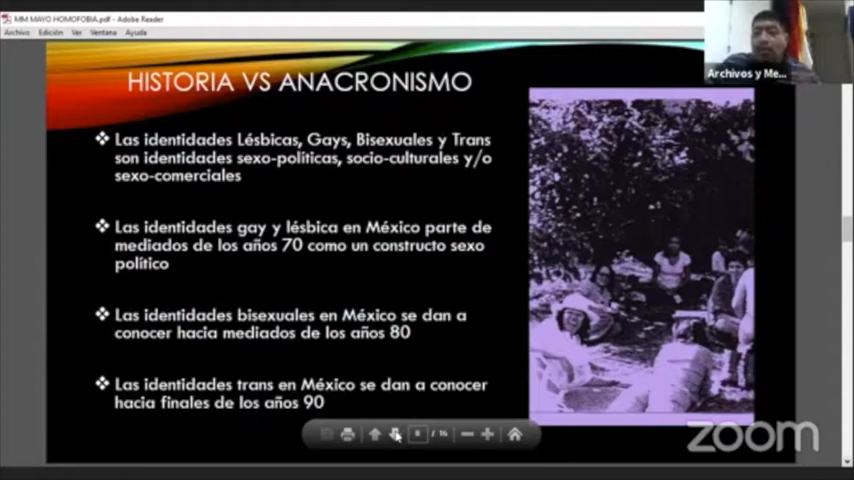 MM MAYO HOMOFOBIA.pdf - Adobe Reader
Archivo Edición Ver Ventana Ayuda
Archivos y Me...
HISTORIA VS ANACRONISMO
Las identidades Lésbicas, Gays, Bisexuales y Trans
son identidades sexo-políticas, socio-culturales y/o
sexo-comerciales
Las identidades gay y lésbica en México parte de
mediados de los años 70 como un constructo sexo
político
Las identidades bisexuales en México se dan a
conocer hacia mediados de los años 80
Las identidades trans en México se dan a conocer
hacia finales de los años 90
8 / 16
zoom